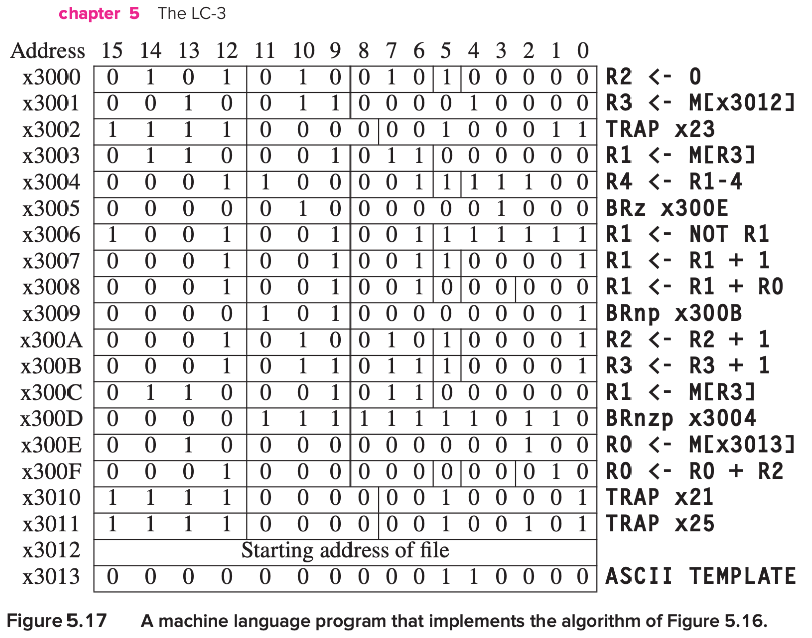 chapter 5 The LC-3
Address 15 14 13 12 11 10 9 8 7 6 5 4 3 2 1 0
x3000 0 1 0 1 0 1 0 0 1 0 1 0 0 0 0 0 R2 <- 0
x3001 0 0 1 0 0 1 1 0 0 0 0 1 0 0 0 0 R3 <- M[x3012]
x3002 1 1 1 1 0 0 0 0 0 0 1 0 0 0 1 1 TRAP x23
x3003 0 1 1 0 0 0 1 0 1 1 0 0 0 0 0 0 R1 <- M[R3]
x3004 0 0 0 1 1 0 0 0 0 1 1 1 1 1 0 0 R4 <- R1-4
x3005 0 0 0 0 0 1 0 0 0 0 0 0 1 0 0 0 BRz x300E
x3006 1 0 0 1 0 0 1 0 0 1 1 1 1 1 1 1 R1 <- NOT R1
x3007 0 0 0 1 0 0 1 0 0 1 1 0 0 0 0 1 R1 <- R1 + 1
x3008 0 0 0 1 0 0 1 0 0 1 0 0 0 0 0 0 R1 <- R1 + R0
x3009 0 0 0 0 1 0 1 0 0 0 0 0 0 0 0 1 BRnp x300B
x300A 0 0 0 1 0 1 0 0 1 0 1 0 0 0 0 1 R2 <- R2 + 1
x300B 0 0 0 1 0 1 1 0 1 1 1 0 0 0 0 1 R3 <- R3 + 1
x300C 0 1 1 0 0 0 1 0 1 1 0 0 0 0 0 0 R1 <- M[R3]
x300D 0 0 0 0 1 1 1 1 1 1 1 1 0 1 1 0 BRnzp x3004
x300E 0 0 1 0 0 0 0 0 0 0 0 0 0 1 0 0 R0 <- M[x3013]
x300F 0 0 0 1 0 0 0 0 0 0 0 0 0 0 1 0 R0 <- R0 + R2
x3010 1 1 1 1 0 0 0 0 0 0 1 0 0 0 0 1 TRAP x21
x3011 1 1 1 1 0 0 0 0 0 0 1 0 0 1 0 1 TRAP x25
x3012 Starting address of file
x3013 0 0 0 0 0 0 0 0 0 0 1 1 0 0 0 0 ASCII TEMPLATE
Figure 5.17 A machine language program that implements the algorithm of Figure 5.16.